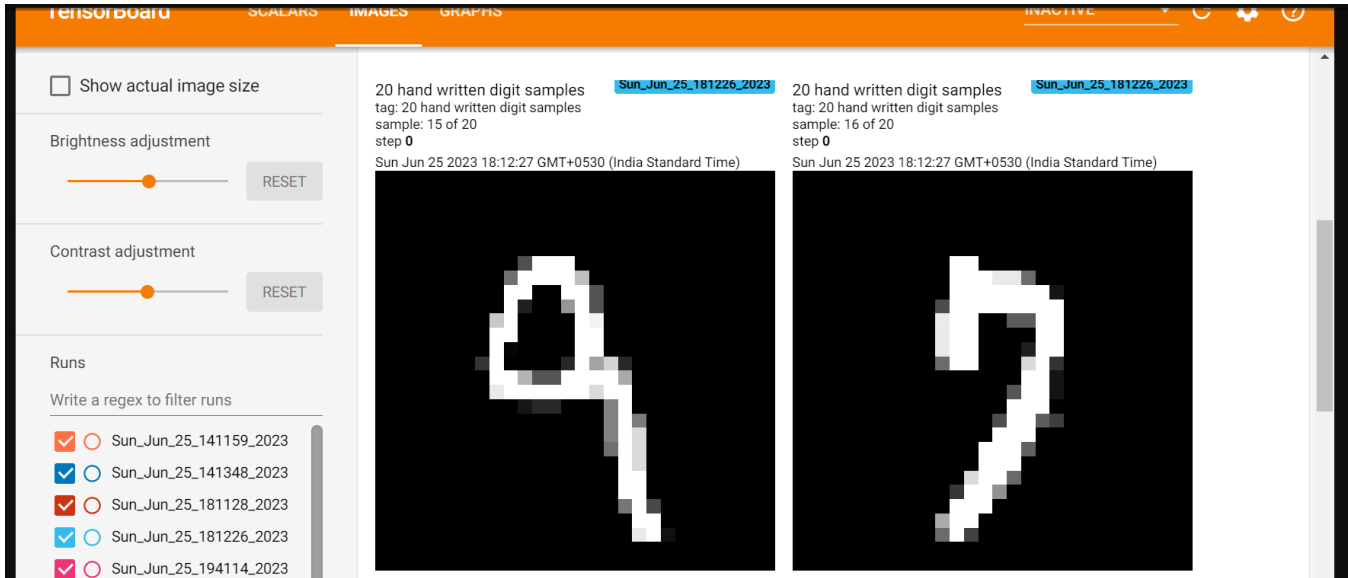 TensorBoard SCALARS IMAGES GRAPHS INACTIVE
Show actual image size
Brightness adjustment
RESET
Contrast adjustment
RESET
Runs
Write a regex to filter runs
Sun_Jun_25_141159_2023
Sun_Jun_25_141348_2023
Sun_Jun_25_181128_2023
Sun_Jun_25_181226_2023
Sun_Jun_25_194114_2023
20 hand written digit samples Sun_Jun_25_181226_2023
tag: 20 hand written digit samples
sample: 15 of 20
step 0
Sun Jun 25 2023 18:12:27 GMT+0530 (India Standard Time)
9
20 hand written digit samples Sun_Jun_25_181226_2023
tag: 20 hand written digit samples
sample: 16 of 20
step 0
Sun Jun 25 2023 18:12:27 GMT+0530 (India Standard Time)
7